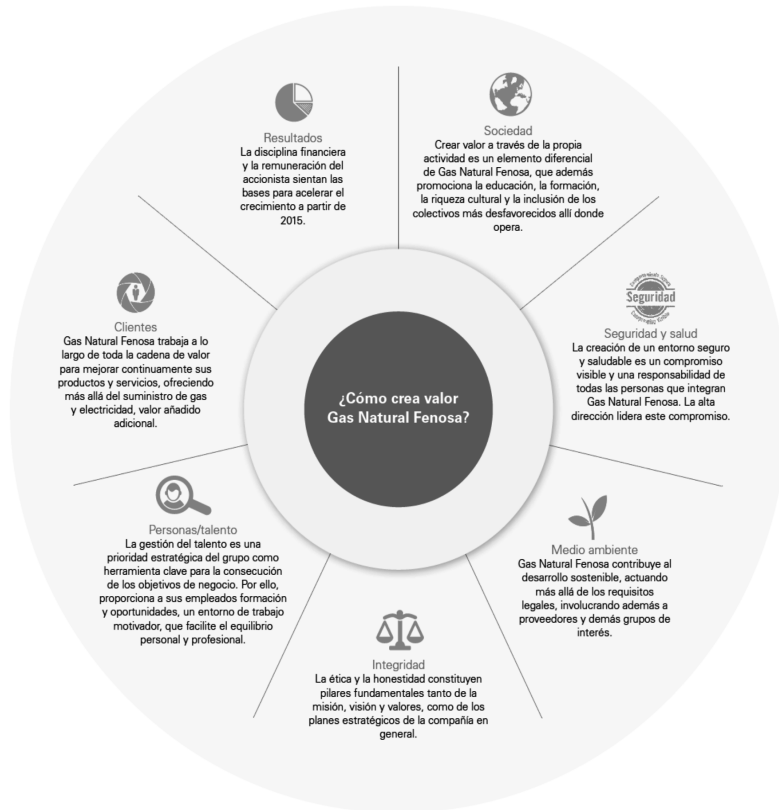 Resultados
La disciplina financiera
y la remuneración del
accionista sientan las
bases para acelerar el
crecimiento a partir de
2015.
Sociedad
Crear valor a través de la propia
actividad es un elemento diferencial
de Gas Natural Fenosa, que además
promociona la educación, la formación,
la riqueza cultural y la inclusión de los
colectivos más desfavorecidos allí donde
opera.
Seguridad
Seguridad y salud
La creación de un entorno seguro
y saludable es un compromiso
visible y una responsabilidad de
todas las personas que integran
Gas Natural Fenosa. La alta
dirección lidera este compromiso.
Medio ambiente
Gas Natural Fenosa contribuye al
desarrollo sostenible, actuando
más allá de los requisitos
legales, involucrando además a
proveedores y demás grupos de
interés.
Integridad
La ética y la honestidad constituyen
pilares fundamentales tanto de la
misión, visión y valores, como de los
planes estratégicos de la compañía en
general.
Personas/talento
La gestión del talento es una
prioridad estratégica del grupo como
herramienta clave para la consecución
de los objetivos de negocio. Por ello,
proporciona a sus empleados formación
y oportunidades, un entorno de trabajo
motivador, que facilite el equilibrio
personal y profesional.
Clientes
Gas Natural Fenosa trabaja a lo
largo de toda la cadena de valor
para mejorar continuamente sus
productos y servicios, ofreciendo
más allá del suministro de gas
y electricidad, valor añadido
adicional.
¿Cómo crea valor
Gas Natural Fenosa?